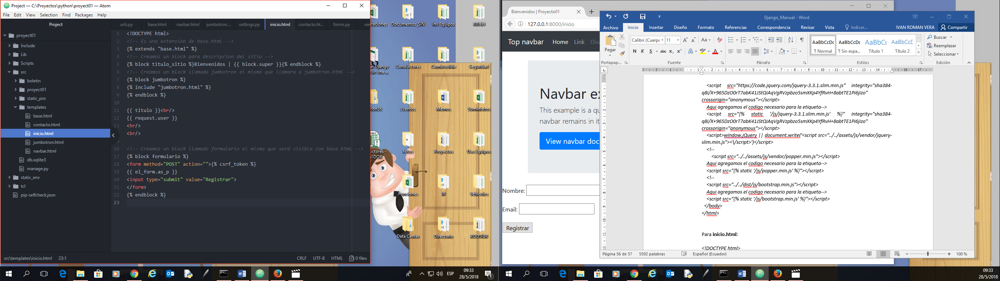 Project — C:\Proyectos\python\proyect01 — Atom
File Edit View Selection Find Packages Help
Project
proyect01
Include
Lib
Scripts
src
boletin
proyect01
static_pro
templates
base.html
contacto.html
inicio.html
jumbotron.html
navbar.html
db.sqlite3
manage.py
static_env
tcl
pip-selfcheck.json
urls.py base.html navbar.html jumbotron.... settings.py inicio.html contacto.ht... forms.py vie
1 <!DOCTYPE html>
2 <!-- Es una extension de base.html -->
3 {% extends "base.html" %}
4 <!-- Creamos un block para descripcion del sitio -->
5 {% block titulo_sitio %}Bienvenidos | {{ block.super }}{% endblock %}
6 <!-- Creamos un block llamado jumbotron el mismo que llamara a jumbotron.html -->
7 {% block jumbotron %}
8 {% include "jumbotron.html" %}
9 {% endblock %}
10
11 {{ titulo }}<br/>
12 {{ request.user }}
13 <hr/>
14 <br/>
16 <!-- Creamos un block llamado formulario el mismo que será visible con base.html -->
17 {% block formulario %}
18 <form method="POST" action="">{% csrf_token %}
19 {{ el_form.as_p }}
20 <input type="submit" value="Registrar">
21 </form>
22 {% endblock %}
23
src\templates\inicio.html 23:1 CRLF UTF-8 HTML 0 files
itaciones Documentos_SIN Inv Equipos RRHH
ar Django
uir una ... Conductores Combustible Seguridad
hon36 Eventos Memos Suministros
uctores -
VIDOR Fotos Proyectos Uso Equipos
Funciones IR Vehículos
Data Center Directorio RODTIUR
ESP 09:33
28/5/2018 1
Bienvenidos | Proyecto01
127.0.0.1:8000/inicio
Top navbar Home Link Disa
Navbar ex
This example is a qu
navbar remains in it
View navbar doc
Nombre:
Email:
Registrar
Django_Manual - Word
Archivo Inicio Insertar Diseño Formato Referencias Correspondencia Revisar Vista Indicar... IVAN ROMAN VERA Compartir
Pegar
Calibri (Cuerpo 11
N K S abc x₂ x²
AaBbCcDc AaBbCcDc AaBbCc AaBbCcD
¶ Normal ¶ Sin espa... Título 1 Título 2
Buscar
Reemplazar
Seleccionar
Portapap... Fuente Párrafo Estilos Edición
<script src="https://code.jquery.com/jquery-3.3.1.slim.min.js" integrity="sha384-
q8i/X+965DzO0rT7abK41JStQIAqVgRVzpbzo5smXKp4YfRvH+8abtTE1Pi6jizo"
crossorigin="anonymous"></script>
Aqui agregamos el codigo necesario para la etiqueta-->
<script src="{% static '/js/jquery-3.3.1.slim.min.js' %}" integrity="sha384-
q8i/X+965DzO0rT7abK41JStQIAqVgRVzpbzo5smXKp4YfRvH+8abtTE1Pi6jizo"
crossorigin="anonymous"></script>
<script>window.jQuery || document.write('<script src="../../assets/js/vendor/jquery-
slim.min.js"><\/script>')</script>
<!--
<script src="../../assets/js/vendor/popper.min.js"></script>
Aqui agregamos el codigo necesario para la etiqueta-->
<script src="{% static '/js/popper.min.js' %}"></script>
<!--
<script src="../../dist/js/bootstrap.min.js"></script>
Aqui agregamos el codigo necesario para la etiqueta-->
<script src="{% static '/js/bootstrap.min.js' %}"></script>
</body>
</html>
Para inicio.html:
<!DOCTYPE html>
Página 56 de 57 5592 palabras Español (Ecuador) 100 %
09:33
28/5/2018